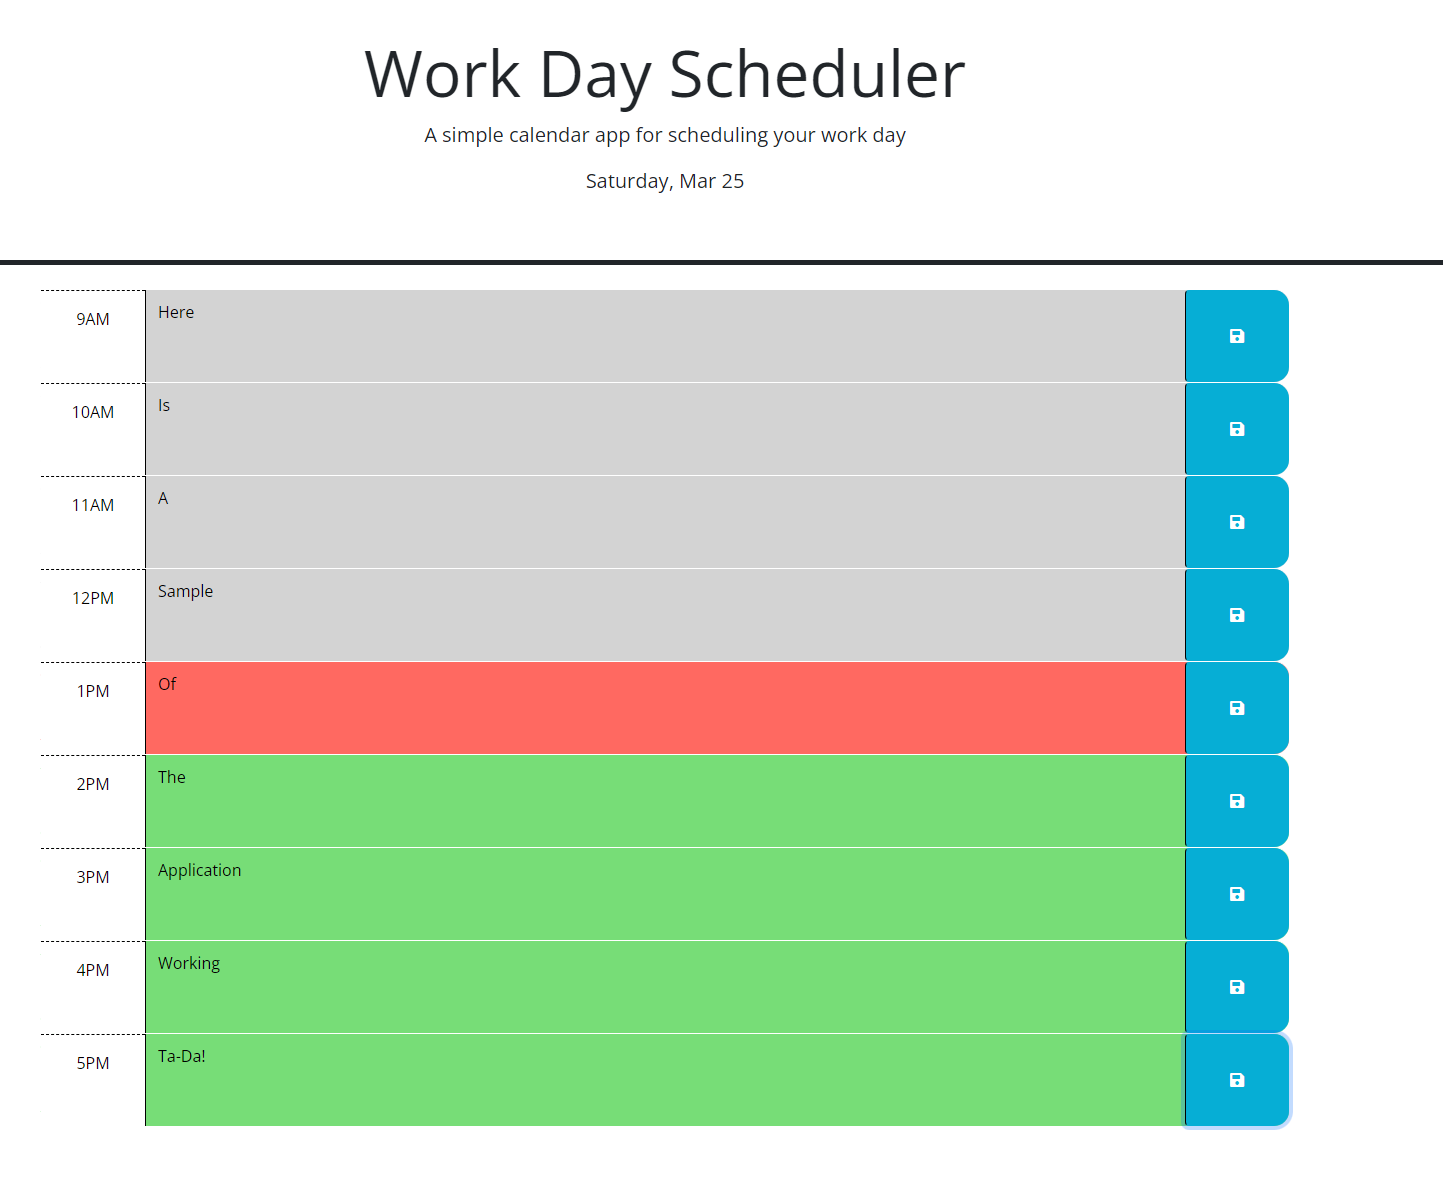 Work Day Scheduler
A simple calendar app for scheduling your work day
Saturday, Mar 25
9AM Here
10AM Is
11AM A
12PM Sample
1PM Of
2PM The
3PM Application
4PM Working
5PM Ta-Da!